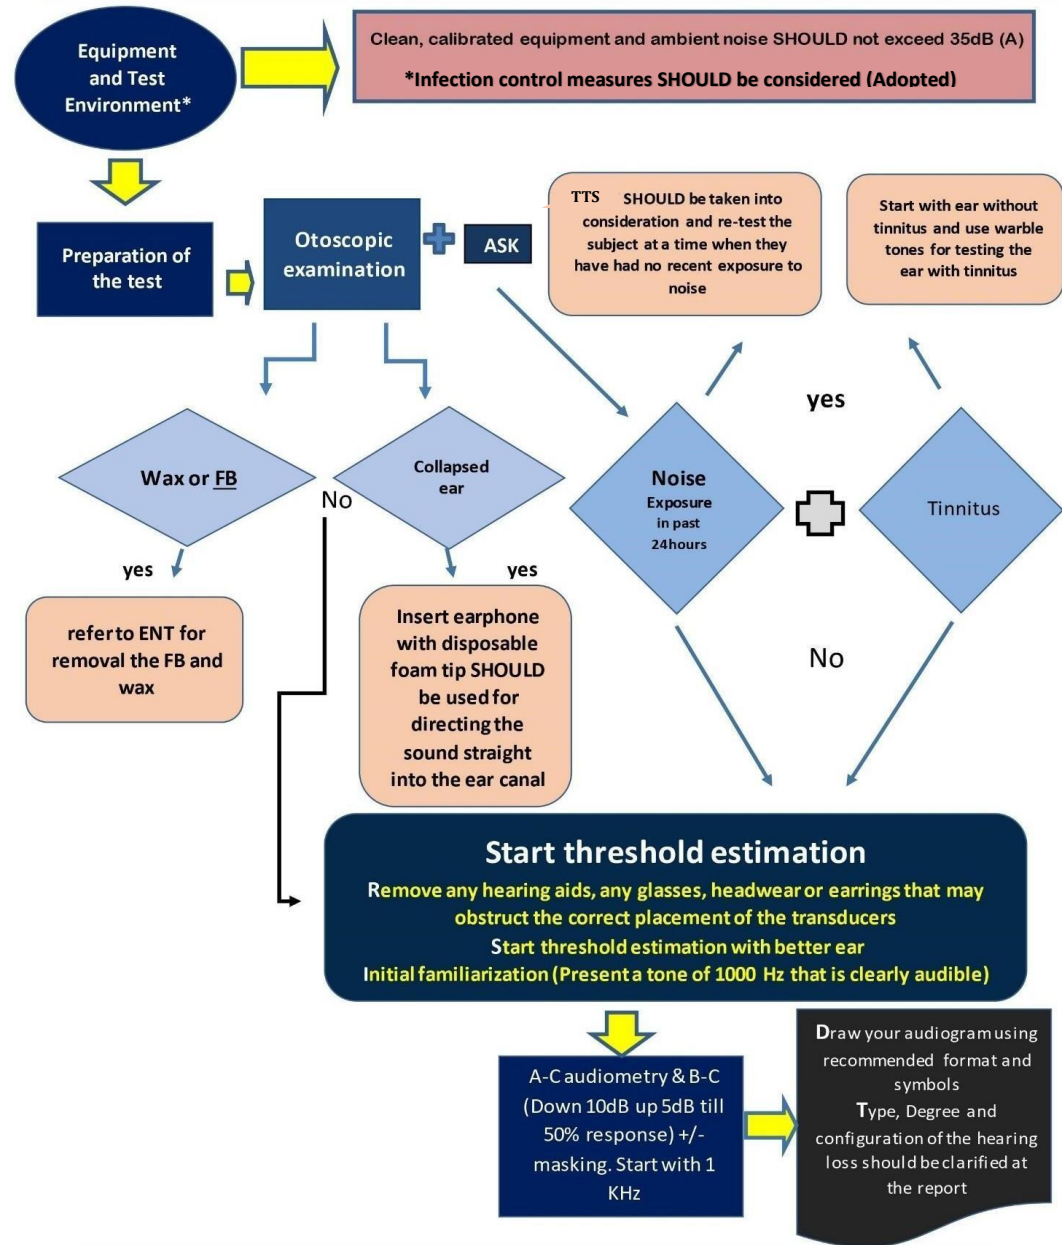 Equipment
and Test
Environment*
Clean, calibrated equipment and ambient noise SHOULD not exceed 35dB (A)
*Infection control measures SHOULD be considered (Adopted)
Preparation of
the test
Otoscopic
examination
ASK
TTS SHOULD be taken into
consideration and re-test the
subject at a time when they
have had no recent exposure to
noise
Start with ear without
tinnitus and use warble
tones for testing the
ear with tinnitus
yes
Wax or FB
No
Collapsed
ear
Noise
Exposure
in past
24hours
Tinnitus
yes
yes
refer to ENT for
removal the FB and
wax
Insert earphone
with disposable
foam tip SHOULD
be used for
directing the
sound straight
into the ear canal
No
Start threshold estimation
Remove any hearing aids, any glasses, headwear or earrings that may
obstruct the correct placement of the transducers
Start threshold estimation with better ear
Initial familiarization (Present a tone of 1000 Hz that is clearly audible)
A-C audiometry & B-C
(Down 10dB up 5dB till
50% response) +/-
masking. Start with 1
KHz
Draw your audiogram using
recommended format and
symbols
Type, Degree and
configuration of the hearing
loss should be clarified at
the report